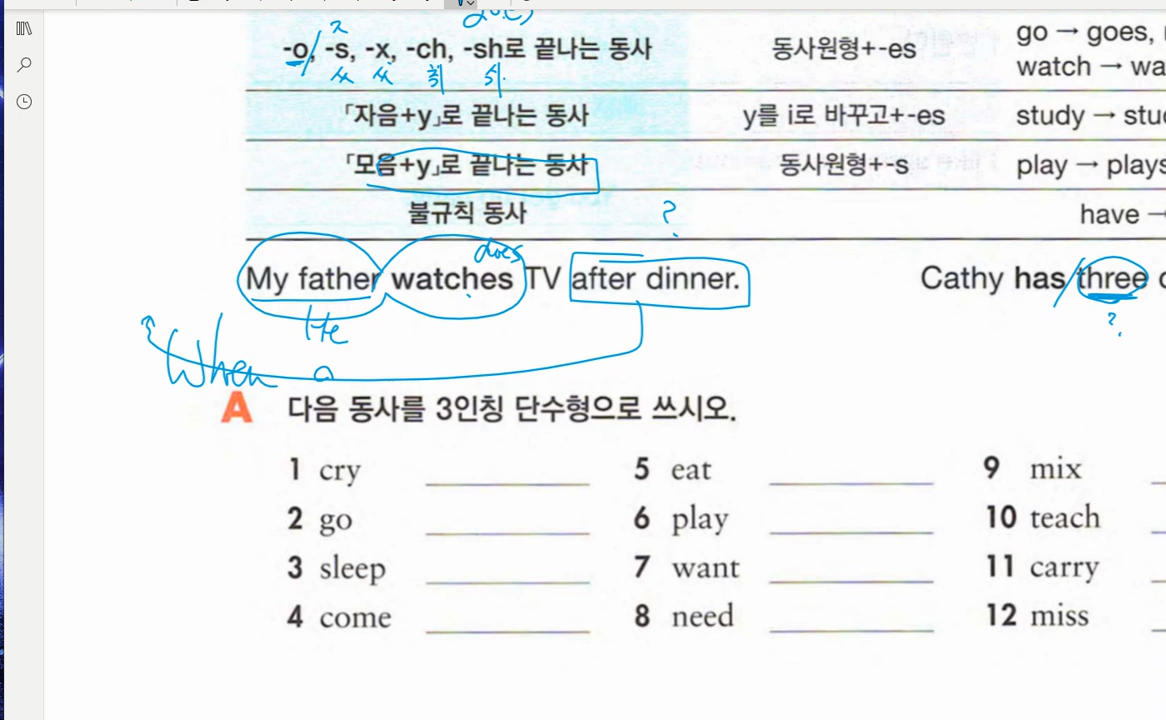 -o, -s, -x, -ch, -sh로 끝나는 동사 동사원형+-es go → goes,
watch → wa
「자음+y」로 끝나는 동사 y를 i로 바꾸고+-es study → stu
「모음+y」로 끝나는 동사 동사원형+-s play → plays
불규칙 동사 ? have →
does
My father watches TV after dinner. Cathy has three
He ?
When a
A 다음 동사를 3인칭 단수형으로 쓰시오.
1 cry 5 eat 9 mix
2 go 6 play 10 teach
3 sleep 7 want 11 carry
4 come 8 need 12 miss